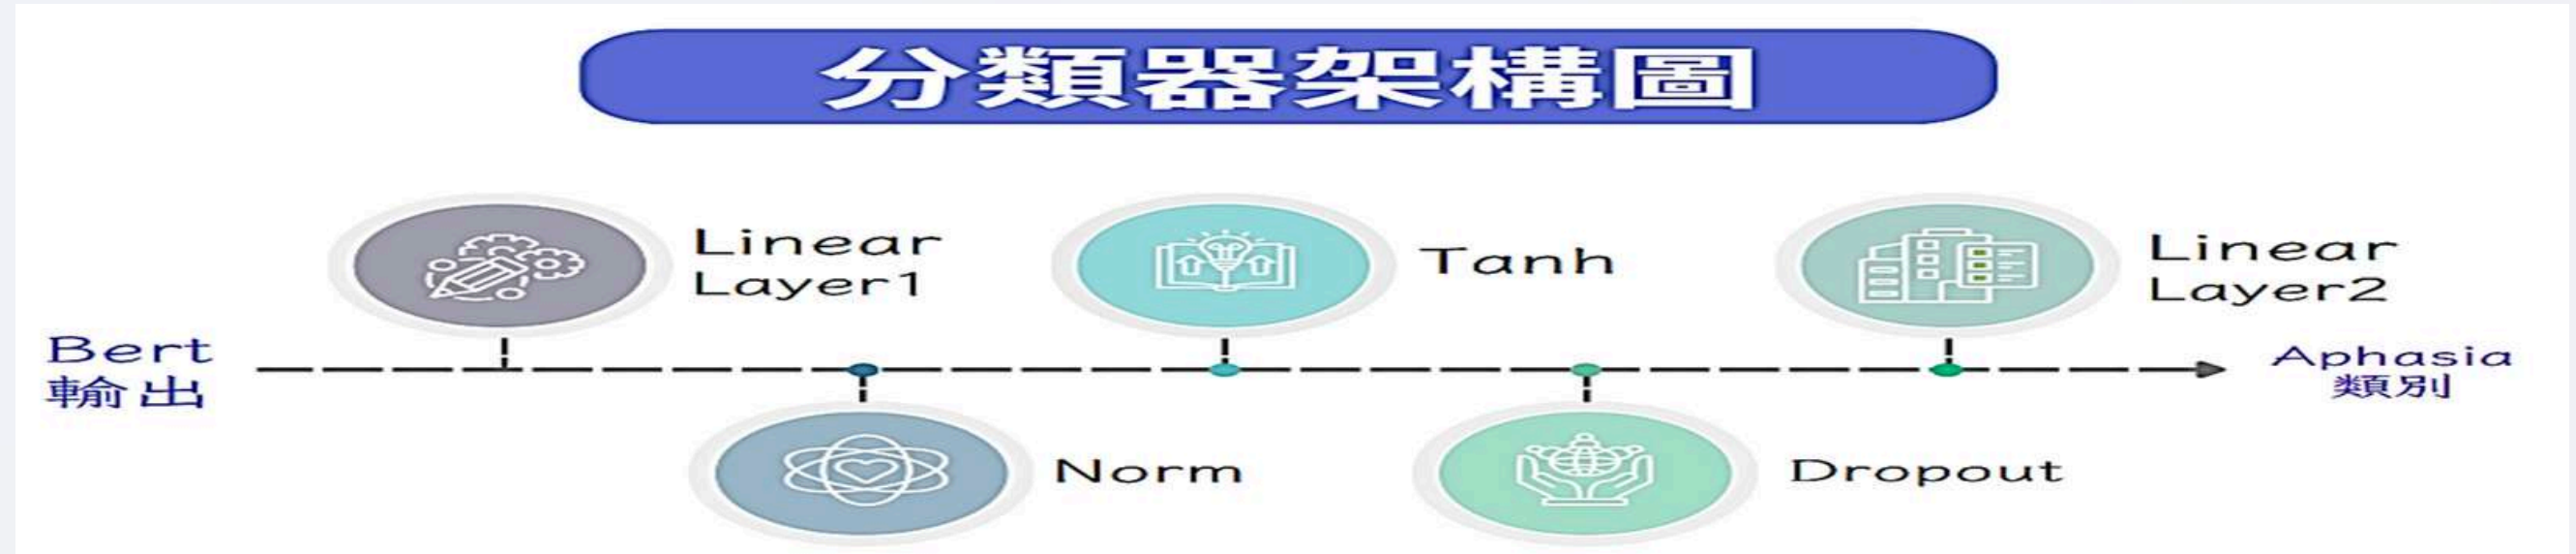 分類器架構圖
Bert
輸出
Linear
Layer1
Norm
Tanh
Dropout
Linear
Layer2
Aphasia
類別